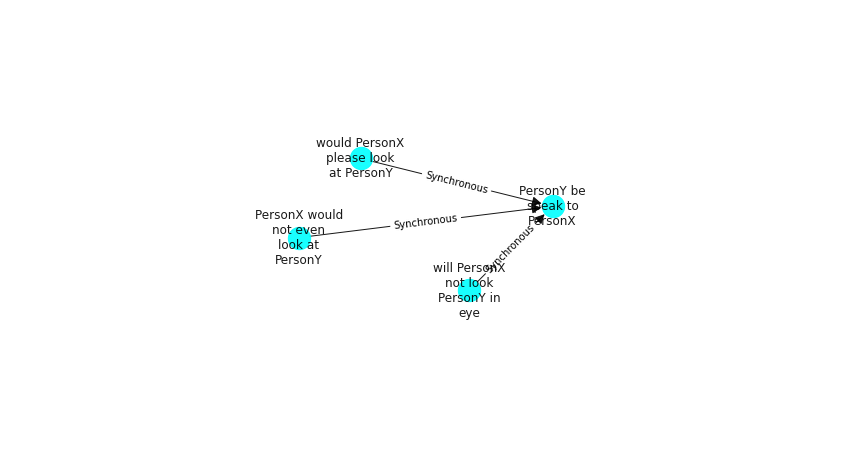 would PersonX
please look
at PersonY
Synchronous
PersonY be
speak to
PersonX
PersonX would
not even
look at
PersonY
Synchronous
Synchronous
will PersonX
not look
PersonY in
eye